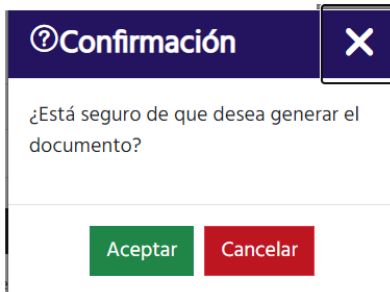 Confirmación
¿Está seguro de que desea generar el
documento?
Aceptar
Cancelar